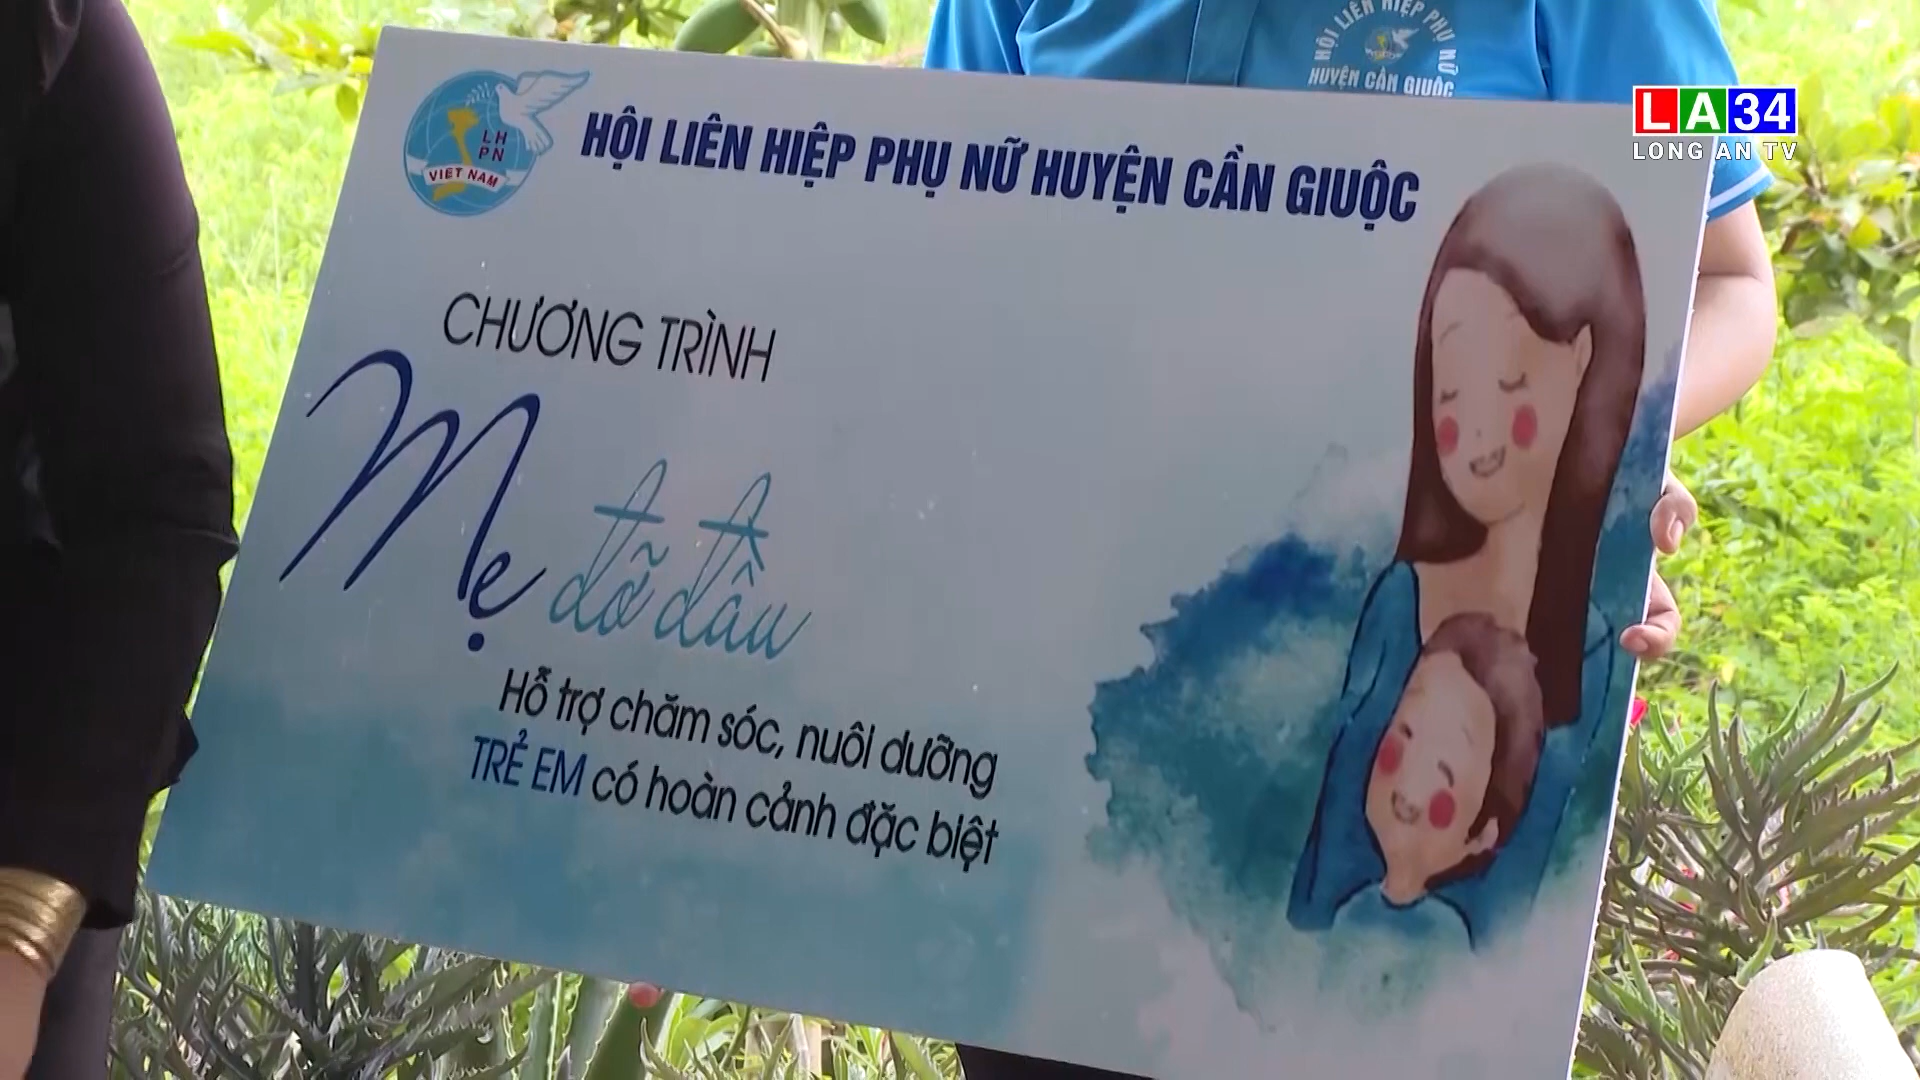 HỘI LIÊN HIỆP PHỤ NỮ
HUYỆN CẦN GIUỘC
LA34
LONG AN TV
LH
PN
VIỆT NAM
HỘI LIÊN HIỆP PHỤ NỮ HUYỆN CẦN GIUỘC
CHƯƠNG TRÌNH
Mẹ đỡ đầu
Hỗ trợ chăm sóc, nuôi dưỡng
TRẺ EM có hoàn cảnh đặc biệt